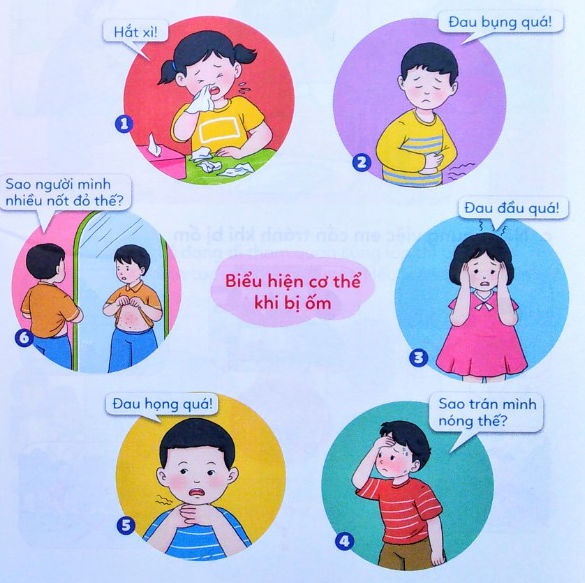 Hắt xì!
1
Đau bụng quá!
2
Sao người mình
nhiều nốt đỏ thế?
6
Biểu hiện cơ thể
khi bị ốm
Đau đầu quá!
3
Đau họng quá!
5
Sao trán mình
nóng thế?
4